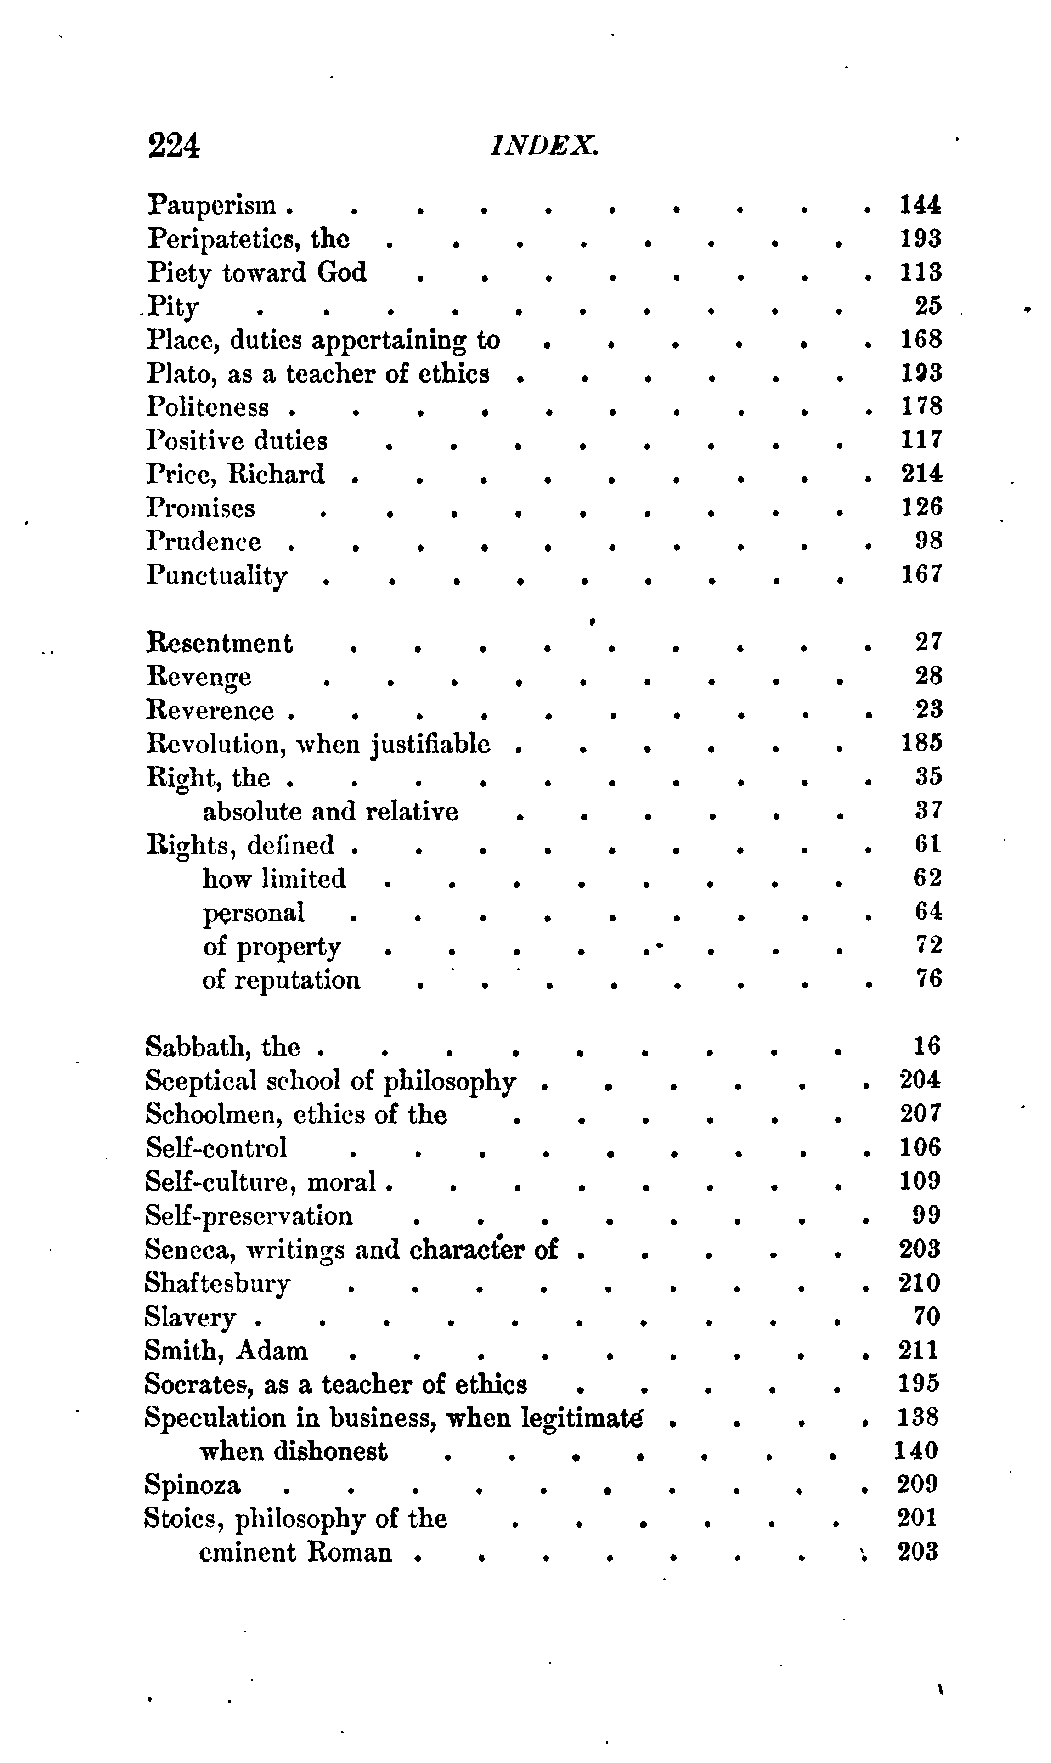 224 INDEX.
Pauperism . . . . . . . . . . 144
Peripatetics, the . . . . . . . . 193
Piety toward God . . . . . . . . 113
Pity . . . . . . . . . . 25
Place, duties appertaining to . . . . . . 168
Plato, as a teacher of ethics . . . . . . 193
Politeness . . . . . . . . . . 178
Positive duties . . . . . . . . 117
Price, Richard . . . . . . . . . 214
Promises . . . . . . . . . 126
Prudence . . . . . . . . . . 98
Punctuality . . . . . . . . . 167
Resentment . . . . . . . . . 27
Revenge . . . . . . . . . 28
Reverence . . . . . . . . . . 23
Revolution, when justifiable . . . . . . 185
Right, the . . . . . . . . . . 35
absolute and relative . . . . . . 37
Rights, defined . . . . . . . . . 61
how limited . . . . . . . . 62
personal . . . . . . . . . 64
of property . . . . . . . . 72
of reputation . . . . . . . . 76
Sabbath, the . . . . . . . . . 16
Sceptical school of philosophy . . . . . . 204
Schoolmen, ethics of the . . . . . . 207
Self-control . . . . . . . . . 106
Self-culture, moral . . . . . . . . 109
Self-preservation . . . . . . . . 99
Seneca, writings and character of . . . . . 203
Shaftesbury . . . . . . . . . 210
Slavery . . . . . . . . . . 70
Smith, Adam . . . . . . . . . 211
Socrates, as a teacher of ethics . . . . . 195
Speculation in business, when legitimate . . . . 138
when dishonest . . . . . . . 140
Spinoza . . . . . . . . . . 209
Stoics, philosophy of the . . . . . . 201
eminent Roman . . . . . . . . 203